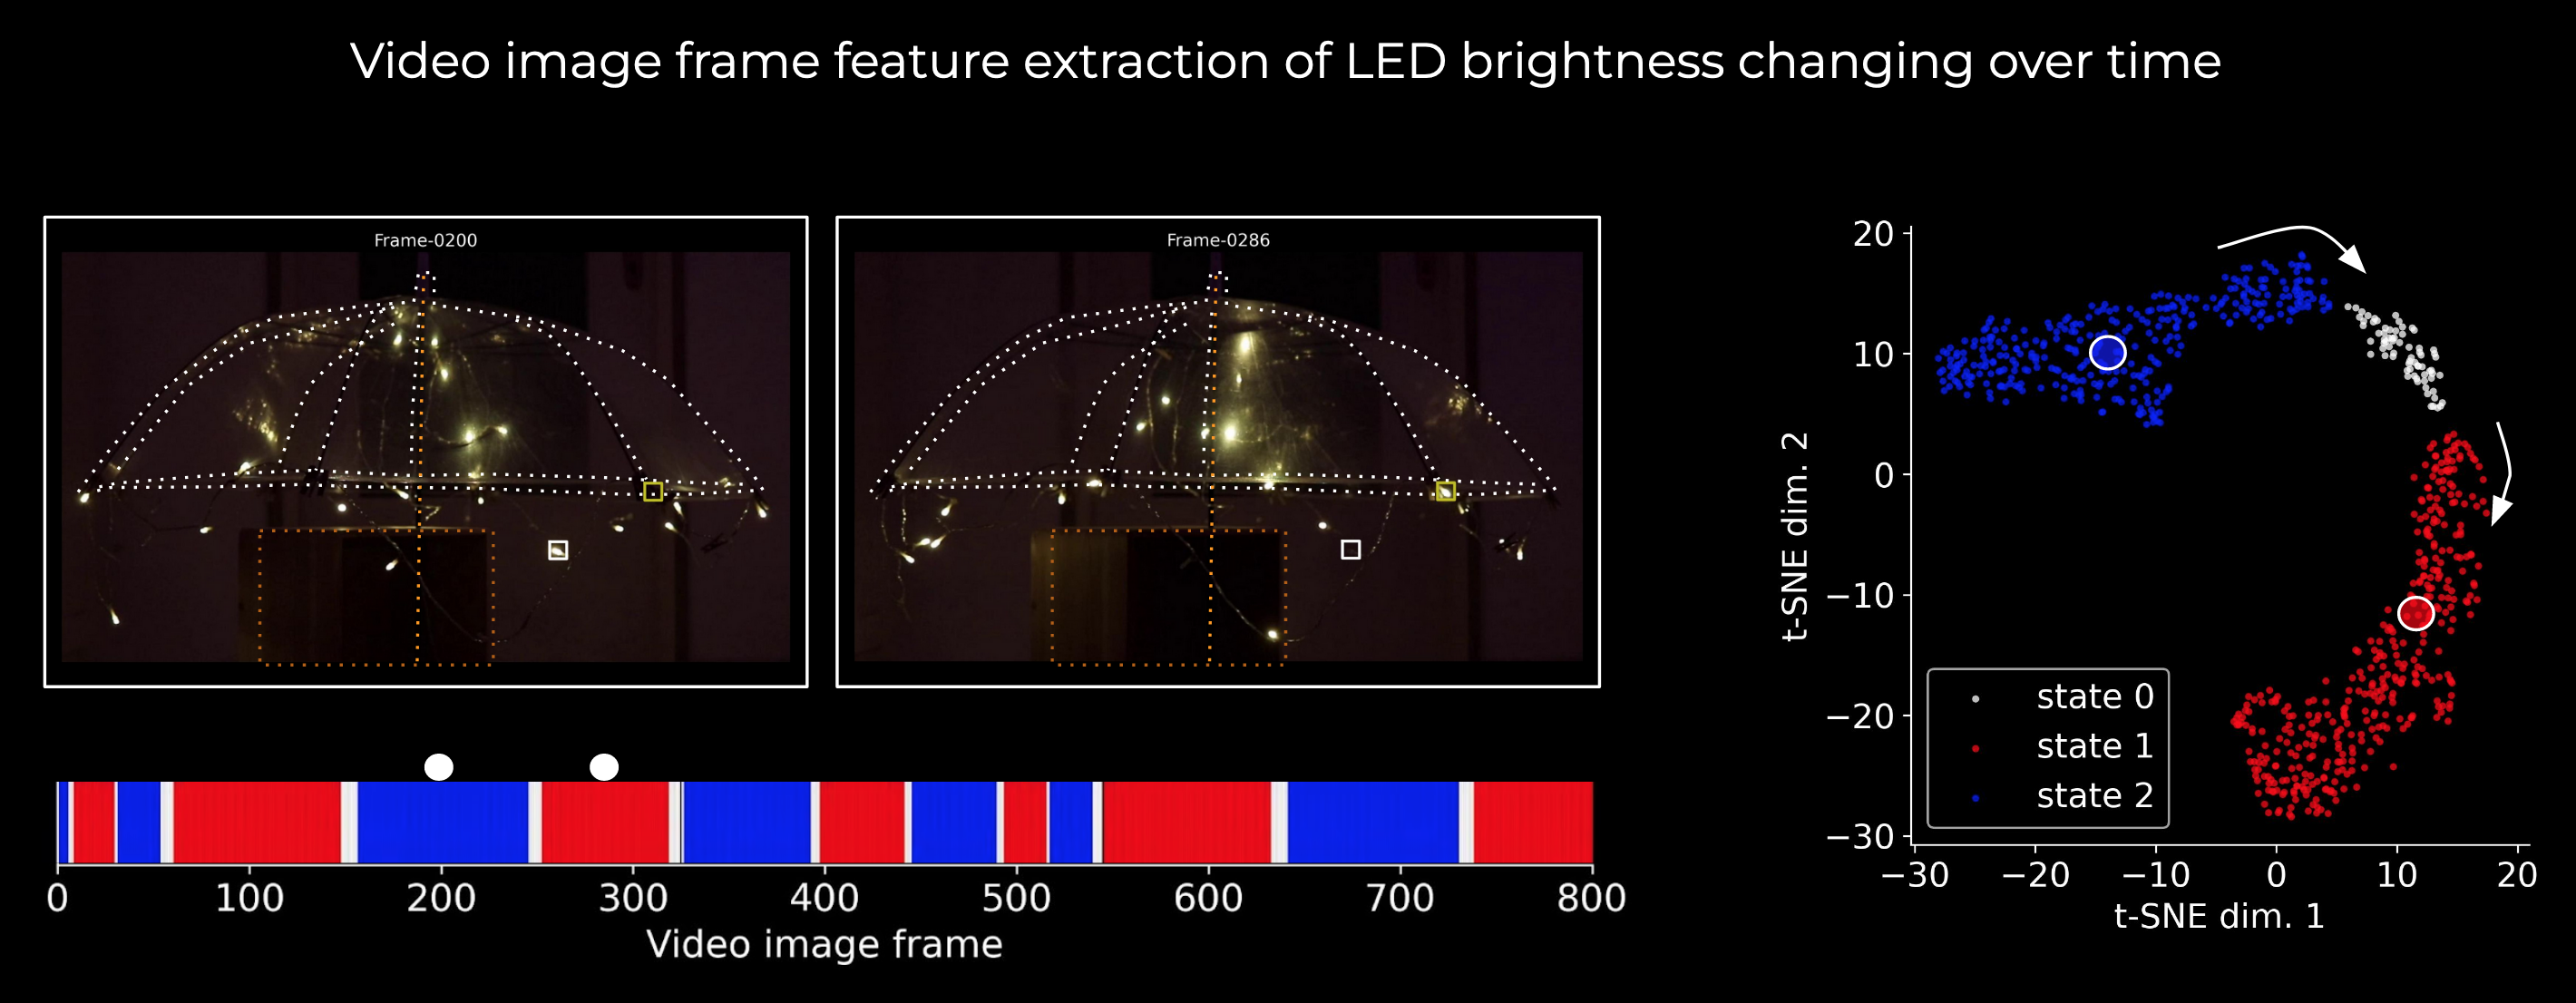 Video image frame feature extraction of LED brightness changing over time
Frame-0200
Frame-0286
0 100 200 300 400 500 600 700 800
Video image frame
20
10
0
−10
−20
−30
t-SNE dim. 2
state 0
state 1
state 2
−30 −20 −10 0 10 20
t-SNE dim. 1